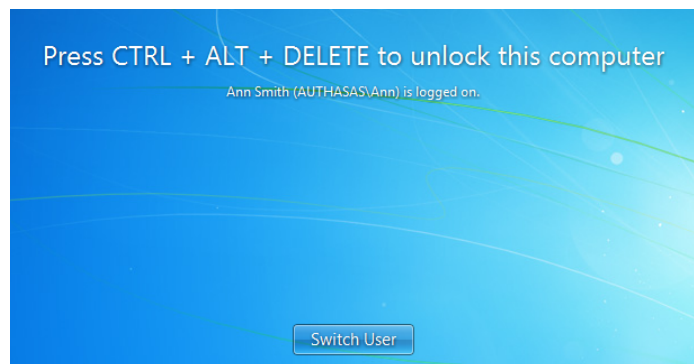 Press CTRL + ALT + DELETE to unlock this computer
Ann Smith (AUTHASAS\Ann) is logged on.
Switch User